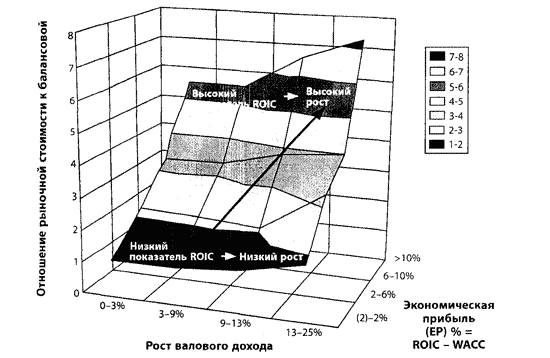 Отношение рыночной стоимости к балансовой
8
7
6
5
4
3
2
1
0
Высокий
ROIC
Высокий
рост
Низкий
показатель ROIC
Низкий рост
7-8
6-7
5-6
4-5
3-4
2-3
1-2
0–3%
3–9%
9–13%
13–25%
Рост валового дохода
>10%
6–10%
2–6%
(2)–2%
Экономическая
прибыль
(EP) % =
ROIC – WACC